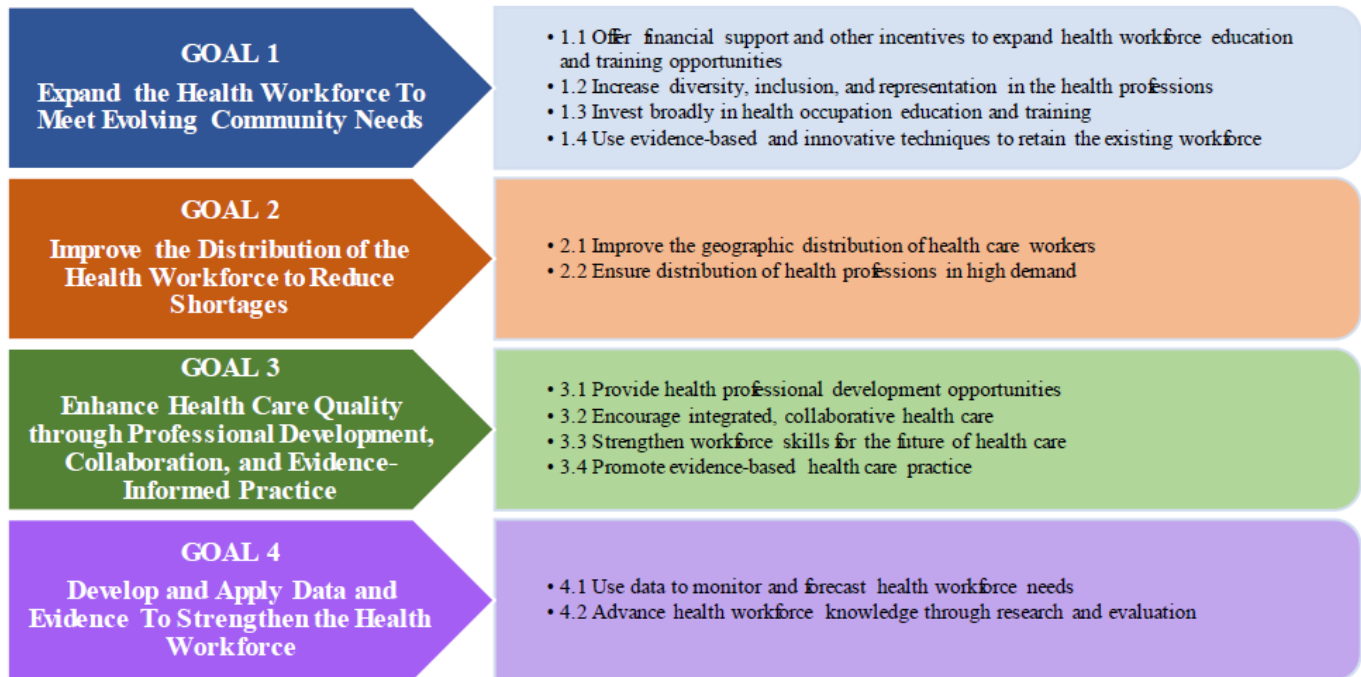 GOAL 1
Expand the Health Workforce To
Meet Evolving Community Needs
• 1.1 Offer financial support and other incentives to expand health workforce education
and training opportunities
• 1.2 Increase diversity, inclusion, and representation in the health professions
• 1.3 Invest broadly in health occupation education and training
• 1.4 Use evidence-based and innovative techniques to retain the existing workforce
GOAL 2
Improve the Distribution of the
Health Workforce to Reduce
Shortages
• 2.1 Improve the geographic distribution of health care workers
• 2.2 Ensure distribution of health professions in high demand
GOAL 3
Enhance Health Care Quality
through Professional Development,
Collaboration, and Evidence-
Informed Practice
• 3.1 Provide health professional development opportunities
• 3.2 Encourage integrated, collaborative health care
• 3.3 Strengthen workforce skills for the future of health care
• 3.4 Promote evidence-based health care practice
GOAL 4
Develop and Apply Data and
Evidence To Strengthen the Health
Workforce
• 4.1 Use data to monitor and forecast health workforce needs
• 4.2 Advance health workforce knowledge through research and evaluation